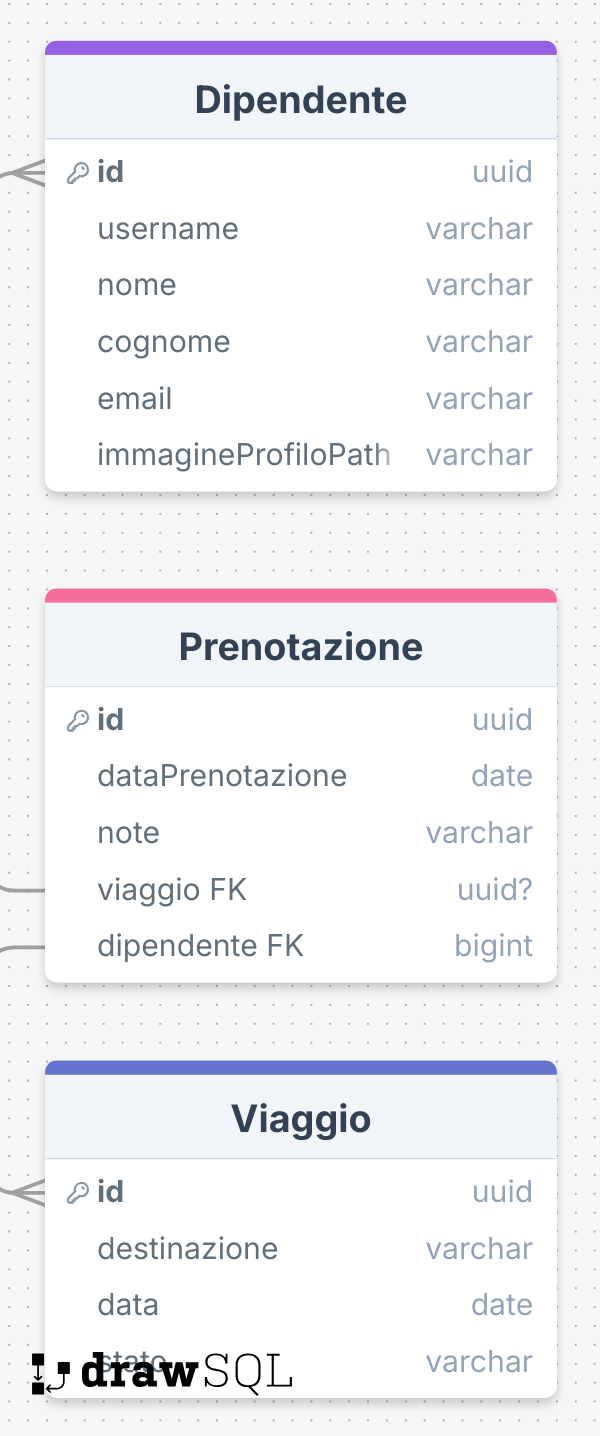 Dipendente
id uuid
username varchar
nome varchar
cognome varchar
email varchar
immagineProfiloPath varchar
Prenotazione
id uuid
dataPrenotazione date
note varchar
viaggio FK uuid?
dipendente FK bigint
Viaggio
id uuid
destinazione varchar
data date
stato varchar
drawSQL